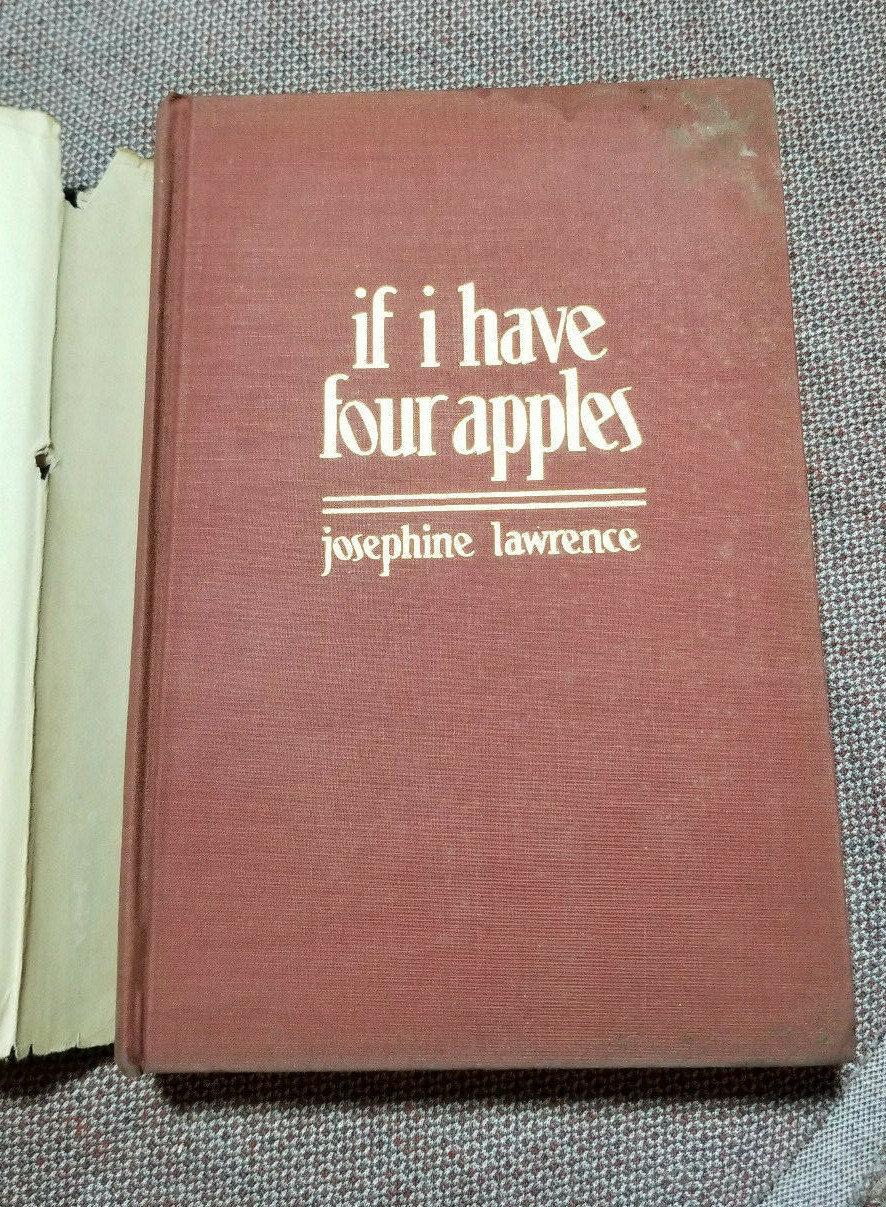 if i have
four apples
josephine lawrence